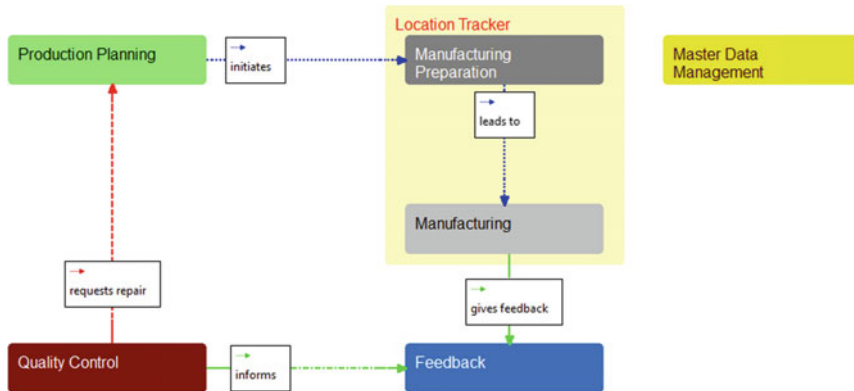 Location Tracker
Production Planning
initiates
Manufacturing
Preparation
Master Data
Management
leads to
Manufacturing
requests repair
gives feedback
Quality Control
informs
Feedback